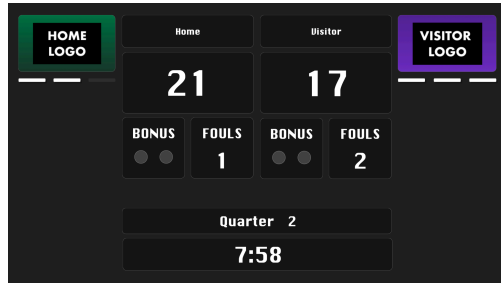 HOME
LOGO
Home
Visitor
VISITOR
LOGO
21
17
BONUS
FOULS
1
BONUS
FOULS
2
Quarter 2
7:58